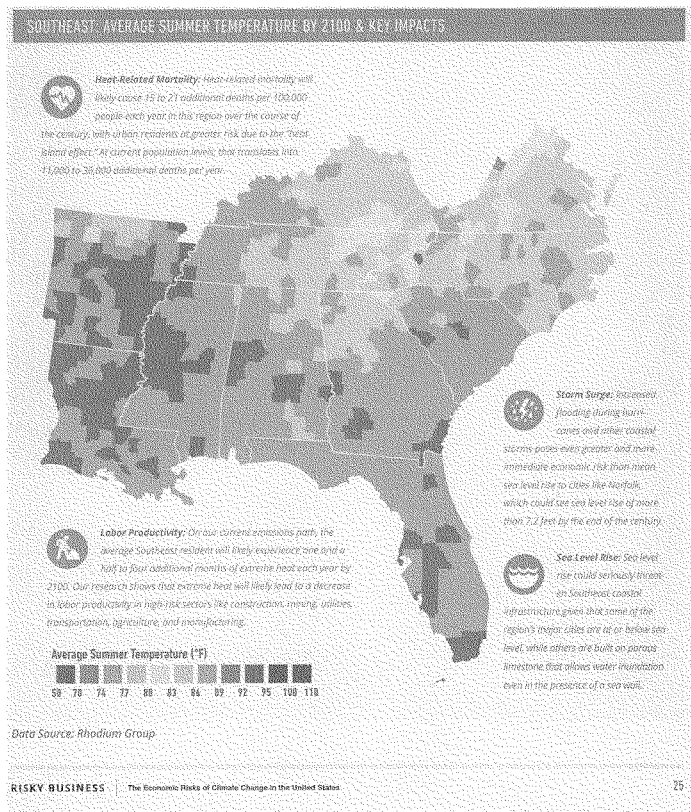 SOUTHEAST: AVERAGE SUMMER TEMPERATURE BY 2100 & KEY IMPACTS
Heat-Related Mortality: Heat-related mortality will
likely cause 15 to 21 additional deaths per 100,000
people each year in this region over the course of
the century, with urban residents at greater risk due to the "heat
island effect." At current population levels, that translates into
11,000 to 36,000 additional deaths per year.
Storm Surge: Increased
flooding during hurri-
canes and other coastal
storms poses even greater and more
immediate economic risk than mean
sea level rise to cities like Norfolk,
which could see sea level rise of more
than 7.2 feet by the end of the century.
Labor Productivity: On our current emissions path, the
average Southeast resident will likely experience one and a
half to four additional months of extreme heat each year by
2100. Our research shows that extreme heat will likely lead to a decrease
in labor productivity in high-risk sectors like construction, mining, utilities,
transportation, agriculture, and manufacturing.
Sea Level Rise: Sea level
rise could seriously threat-
en Southeast coastal
infrastructure given that some of the
region's major cities are at or below sea
level, while others are built on porous
limestone that allows water inundation
even in the presence of a sea wall.
Average Summer Temperature (°F)
50 70 74 77 80 83 86 89 92 95 100 110
Data Source: Rhodium Group
RISKY BUSINESS | The Economic Risks of Climate Change in the United States
25